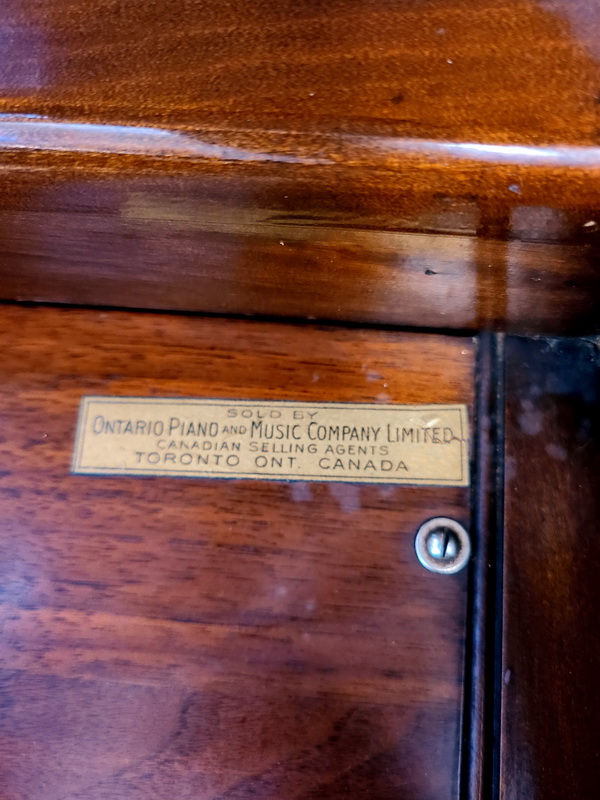 SOLD BY
ONTARIO PIANO AND MUSIC COMPANY LIMITED
CANADIAN SELLING AGENTS
TORONTO ONT. CANADA